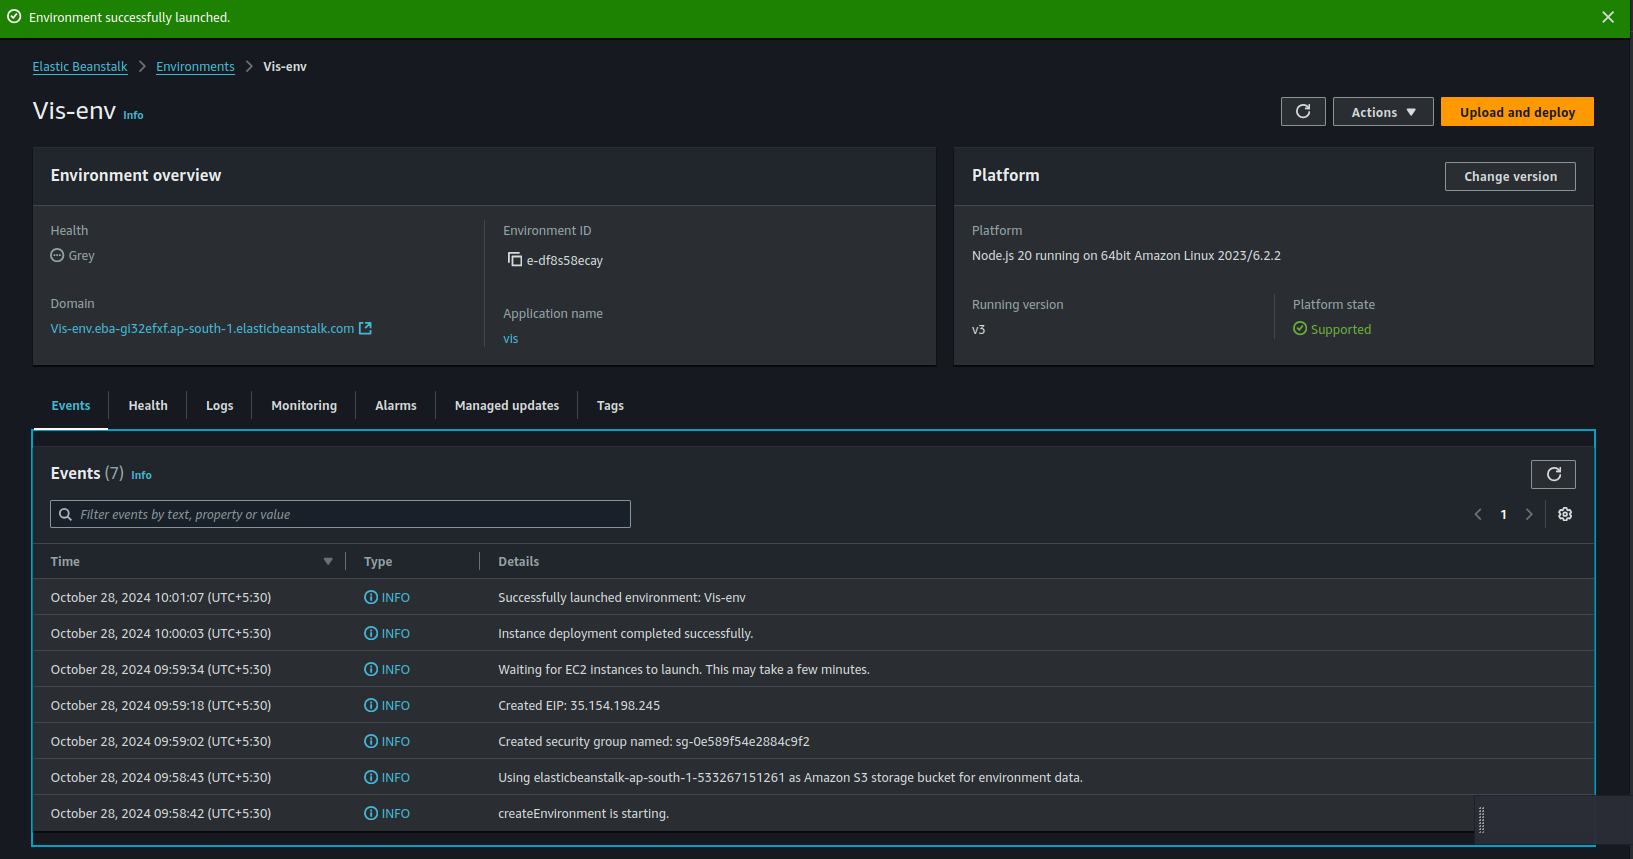 Environment successfully launched.
Elastic Beanstalk > Environments > Vis-env
Vis-env Info
Actions
Upload and deploy
Environment overview
Health
Grey
Domain
Vis-env.eba-gi32efxf.ap-south-1.elasticbeanstalk.com
Environment ID
e-df8s58ecay
Application name
vis
Platform
Change version
Platform
Node.js 20 running on 64bit Amazon Linux 2023/6.2.2
Running version
v3
Platform state
Supported
Events Health Logs Monitoring Alarms Managed updates Tags
Events (7) Info
Filter events by text, property or value
1
Time Type Details
October 28, 2024 10:01:07 (UTC+5:30) INFO Successfully launched environment: Vis-env
October 28, 2024 10:00:03 (UTC+5:30) INFO Instance deployment completed successfully.
October 28, 2024 09:59:34 (UTC+5:30) INFO Waiting for EC2 instances to launch. This may take a few minutes.
October 28, 2024 09:59:18 (UTC+5:30) INFO Created EIP: 35.154.198.245
October 28, 2024 09:59:02 (UTC+5:30) INFO Created security group named: sg-0e589f54e2884c9f2
October 28, 2024 09:58:43 (UTC+5:30) INFO Using elasticbeanstalk-ap-south-1-533267151261 as Amazon S3 storage bucket for environment data.
October 28, 2024 09:58:42 (UTC+5:30) INFO createEnvironment is starting.